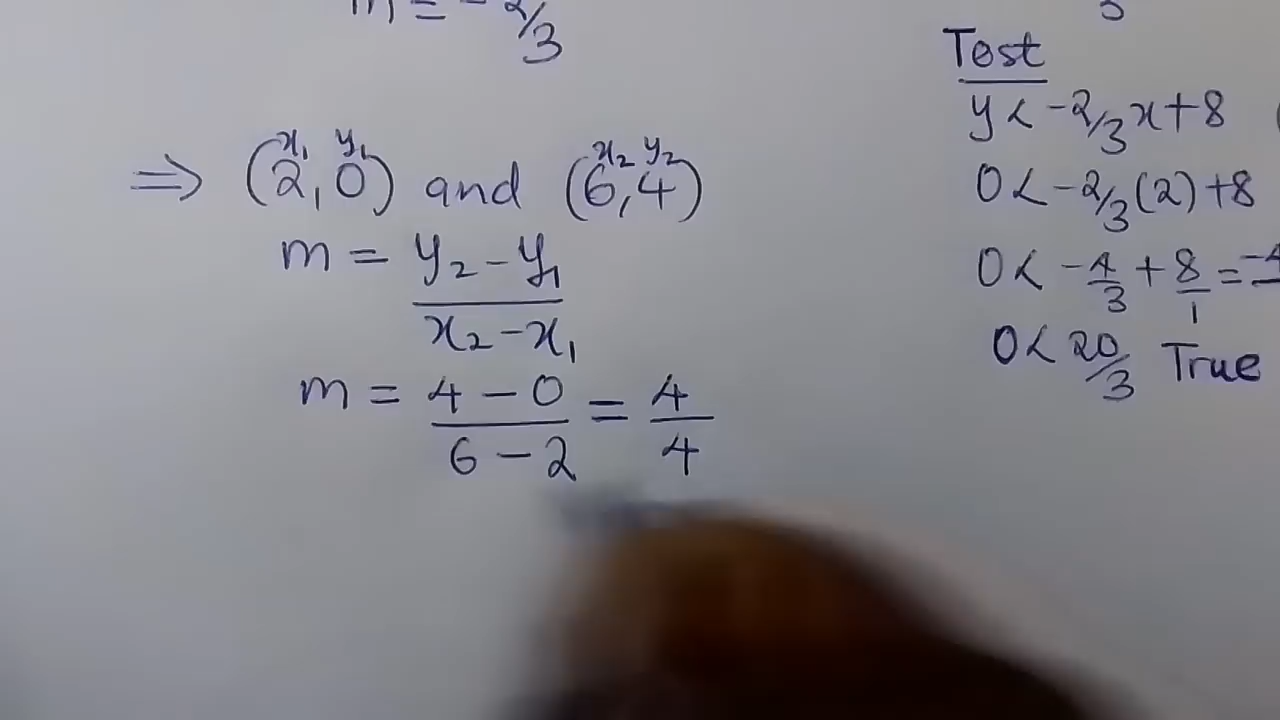 m = -2/3
⇒ (2, 0) and (6, 4)
x₁ y₁ x₂ y₂
m = (y₂ - y₁)/(x₂ - x₁)
m = (4 - 0)/(6 - 2) = 4/4
Test
y < -2/3x + 8
0 < -2/3(2) + 8
0 < -4/3 + 8/1 = -4
0 < 20/3 True